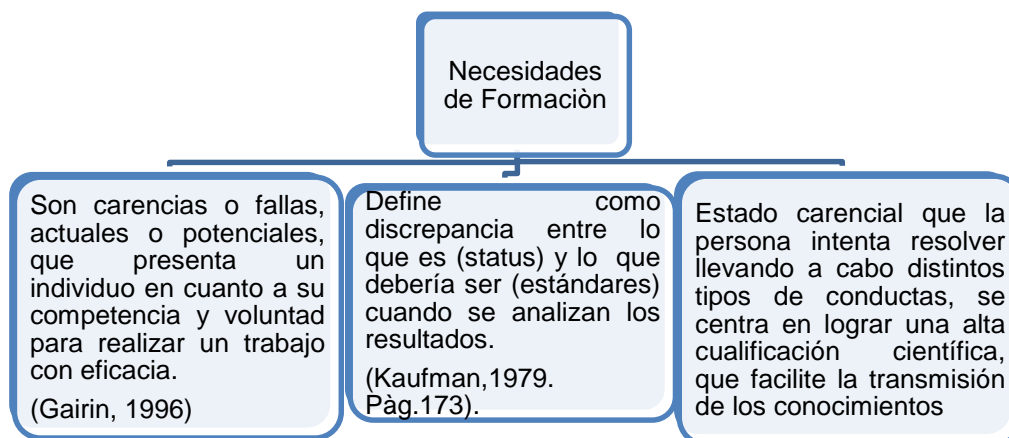 Necesidades
de Formaciòn
Son carencias o fallas,
actuales o potenciales,
que presenta un
individuo en cuanto a su
competencia y voluntad
para realizar un trabajo
con eficacia.
(Gairin, 1996)
Define como
discrepancia entre lo
que es (status) y lo que
debería ser (estándares)
cuando se analizan los
resultados.
(Kaufman,1979.
Pàg.173).
Estado carencial que la
persona intenta resolver
llevando a cabo distintos
tipos de conductas, se
centra en lograr una alta
cualificación científica,
que facilite la transmisión
de los conocimientos